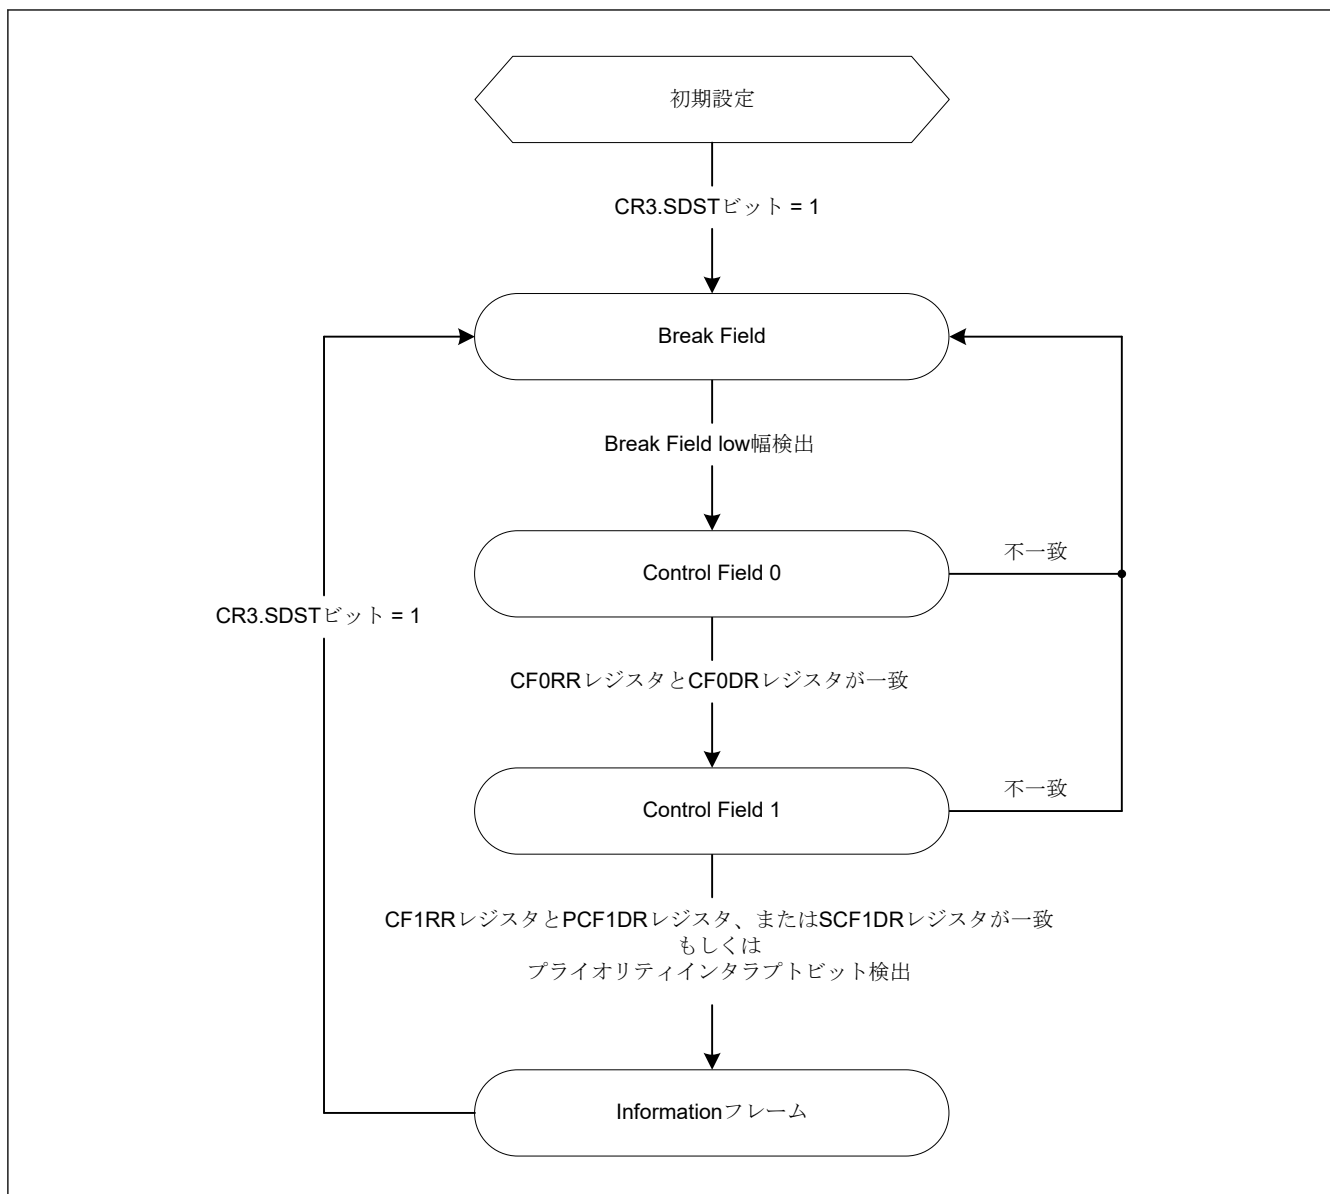 初期設定
CR3.SDSTビット = 1
Break Field
Break Field low幅検出
Control Field 0
不一致
CR3.SDSTビット = 1
CF0RRレジスタとCF0DRレジスタが一致
Control Field 1
不一致
CF1RRレジスタとPCF1DRレジスタ、またはSCF1DRレジスタが一致
もしくは
プライオリティインタラプトビット検出
Informationフレーム